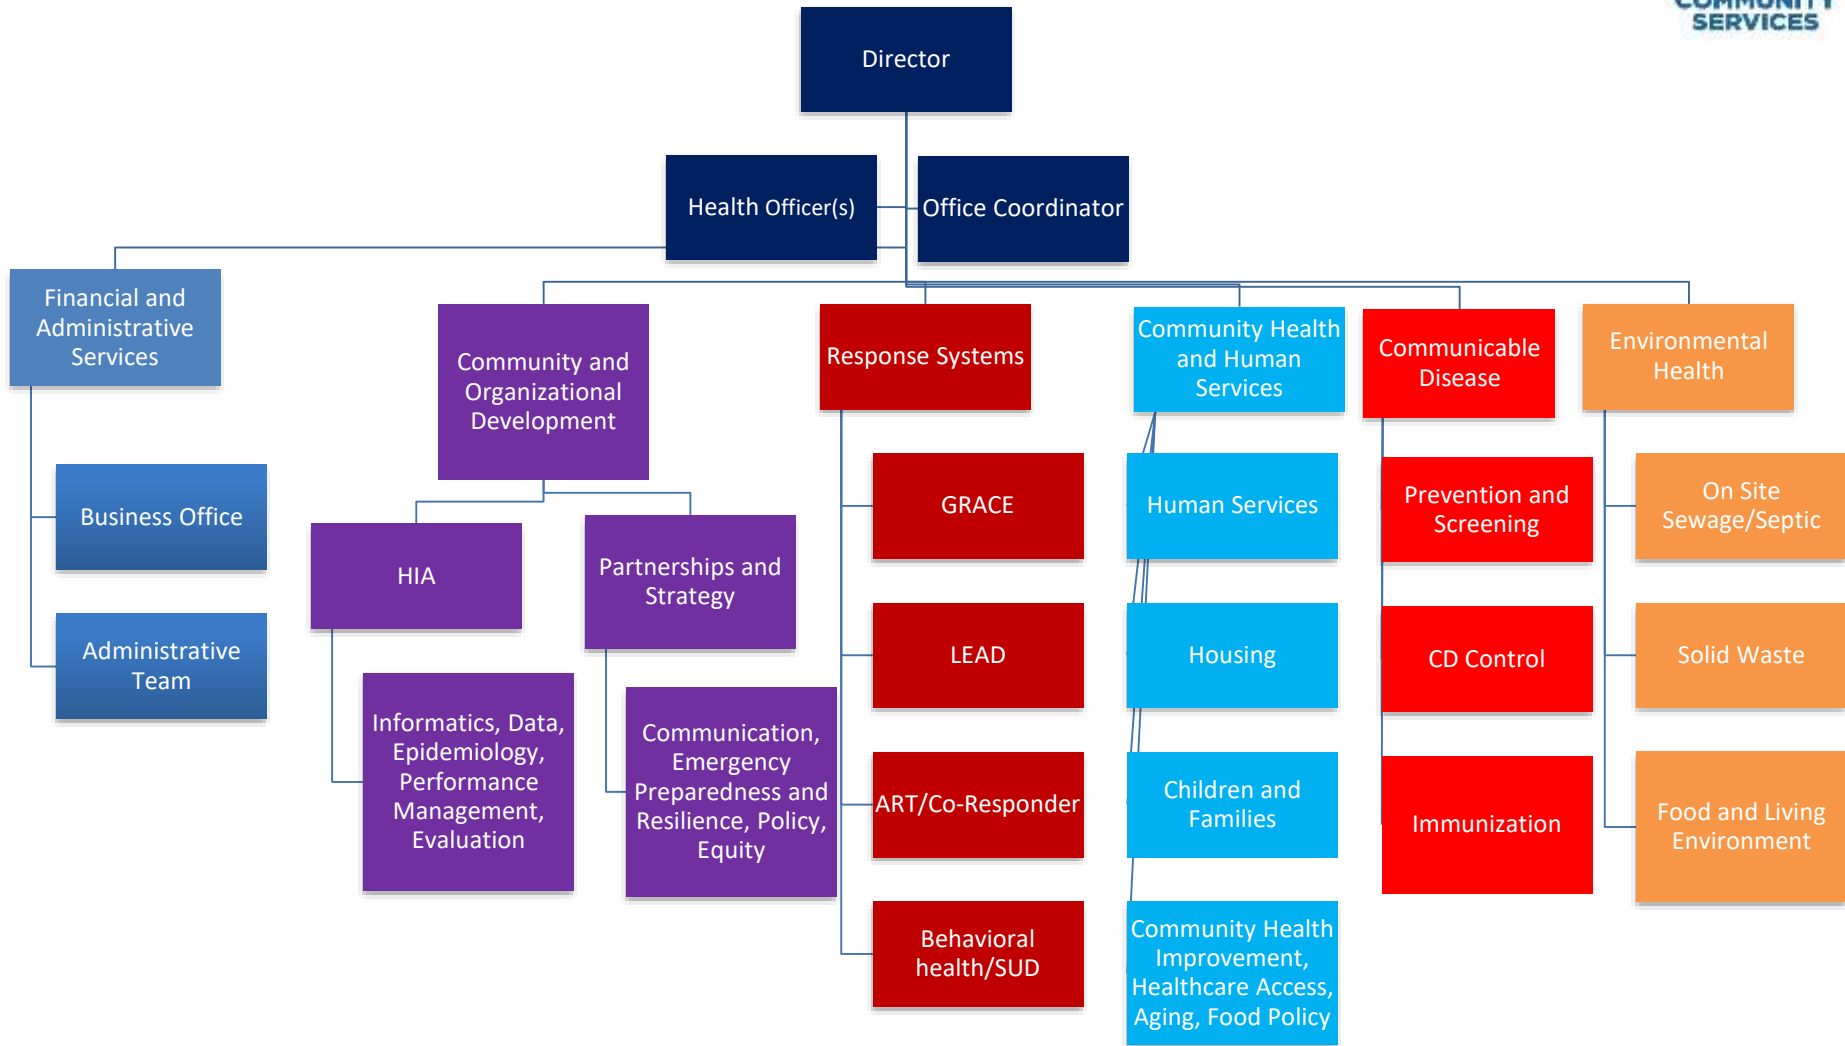 COMMUNITY
SERVICES
Director
Health Officer(s)
Office Coordinator
Financial and
Administrative
Services
Business Office
Administrative
Team
Community and
Organizational
Development
HIA
Informatics, Data,
Epidemiology,
Performance
Management,
Evaluation
Partnerships and
Strategy
Communication,
Emergency
Preparedness and
Resilience, Policy,
Equity
Response Systems
GRACE
LEAD
ART/Co-Responder
Behavioral
health/SUD
Community Health
and Human
Services
Human Services
Housing
Children and
Families
Community Health
Improvement,
Healthcare Access,
Aging, Food Policy
Communicable
Disease
Prevention and
Screening
CD Control
Immunization
Environmental
Health
On Site
Sewage/Septic
Solid Waste
Food and Living
Environment